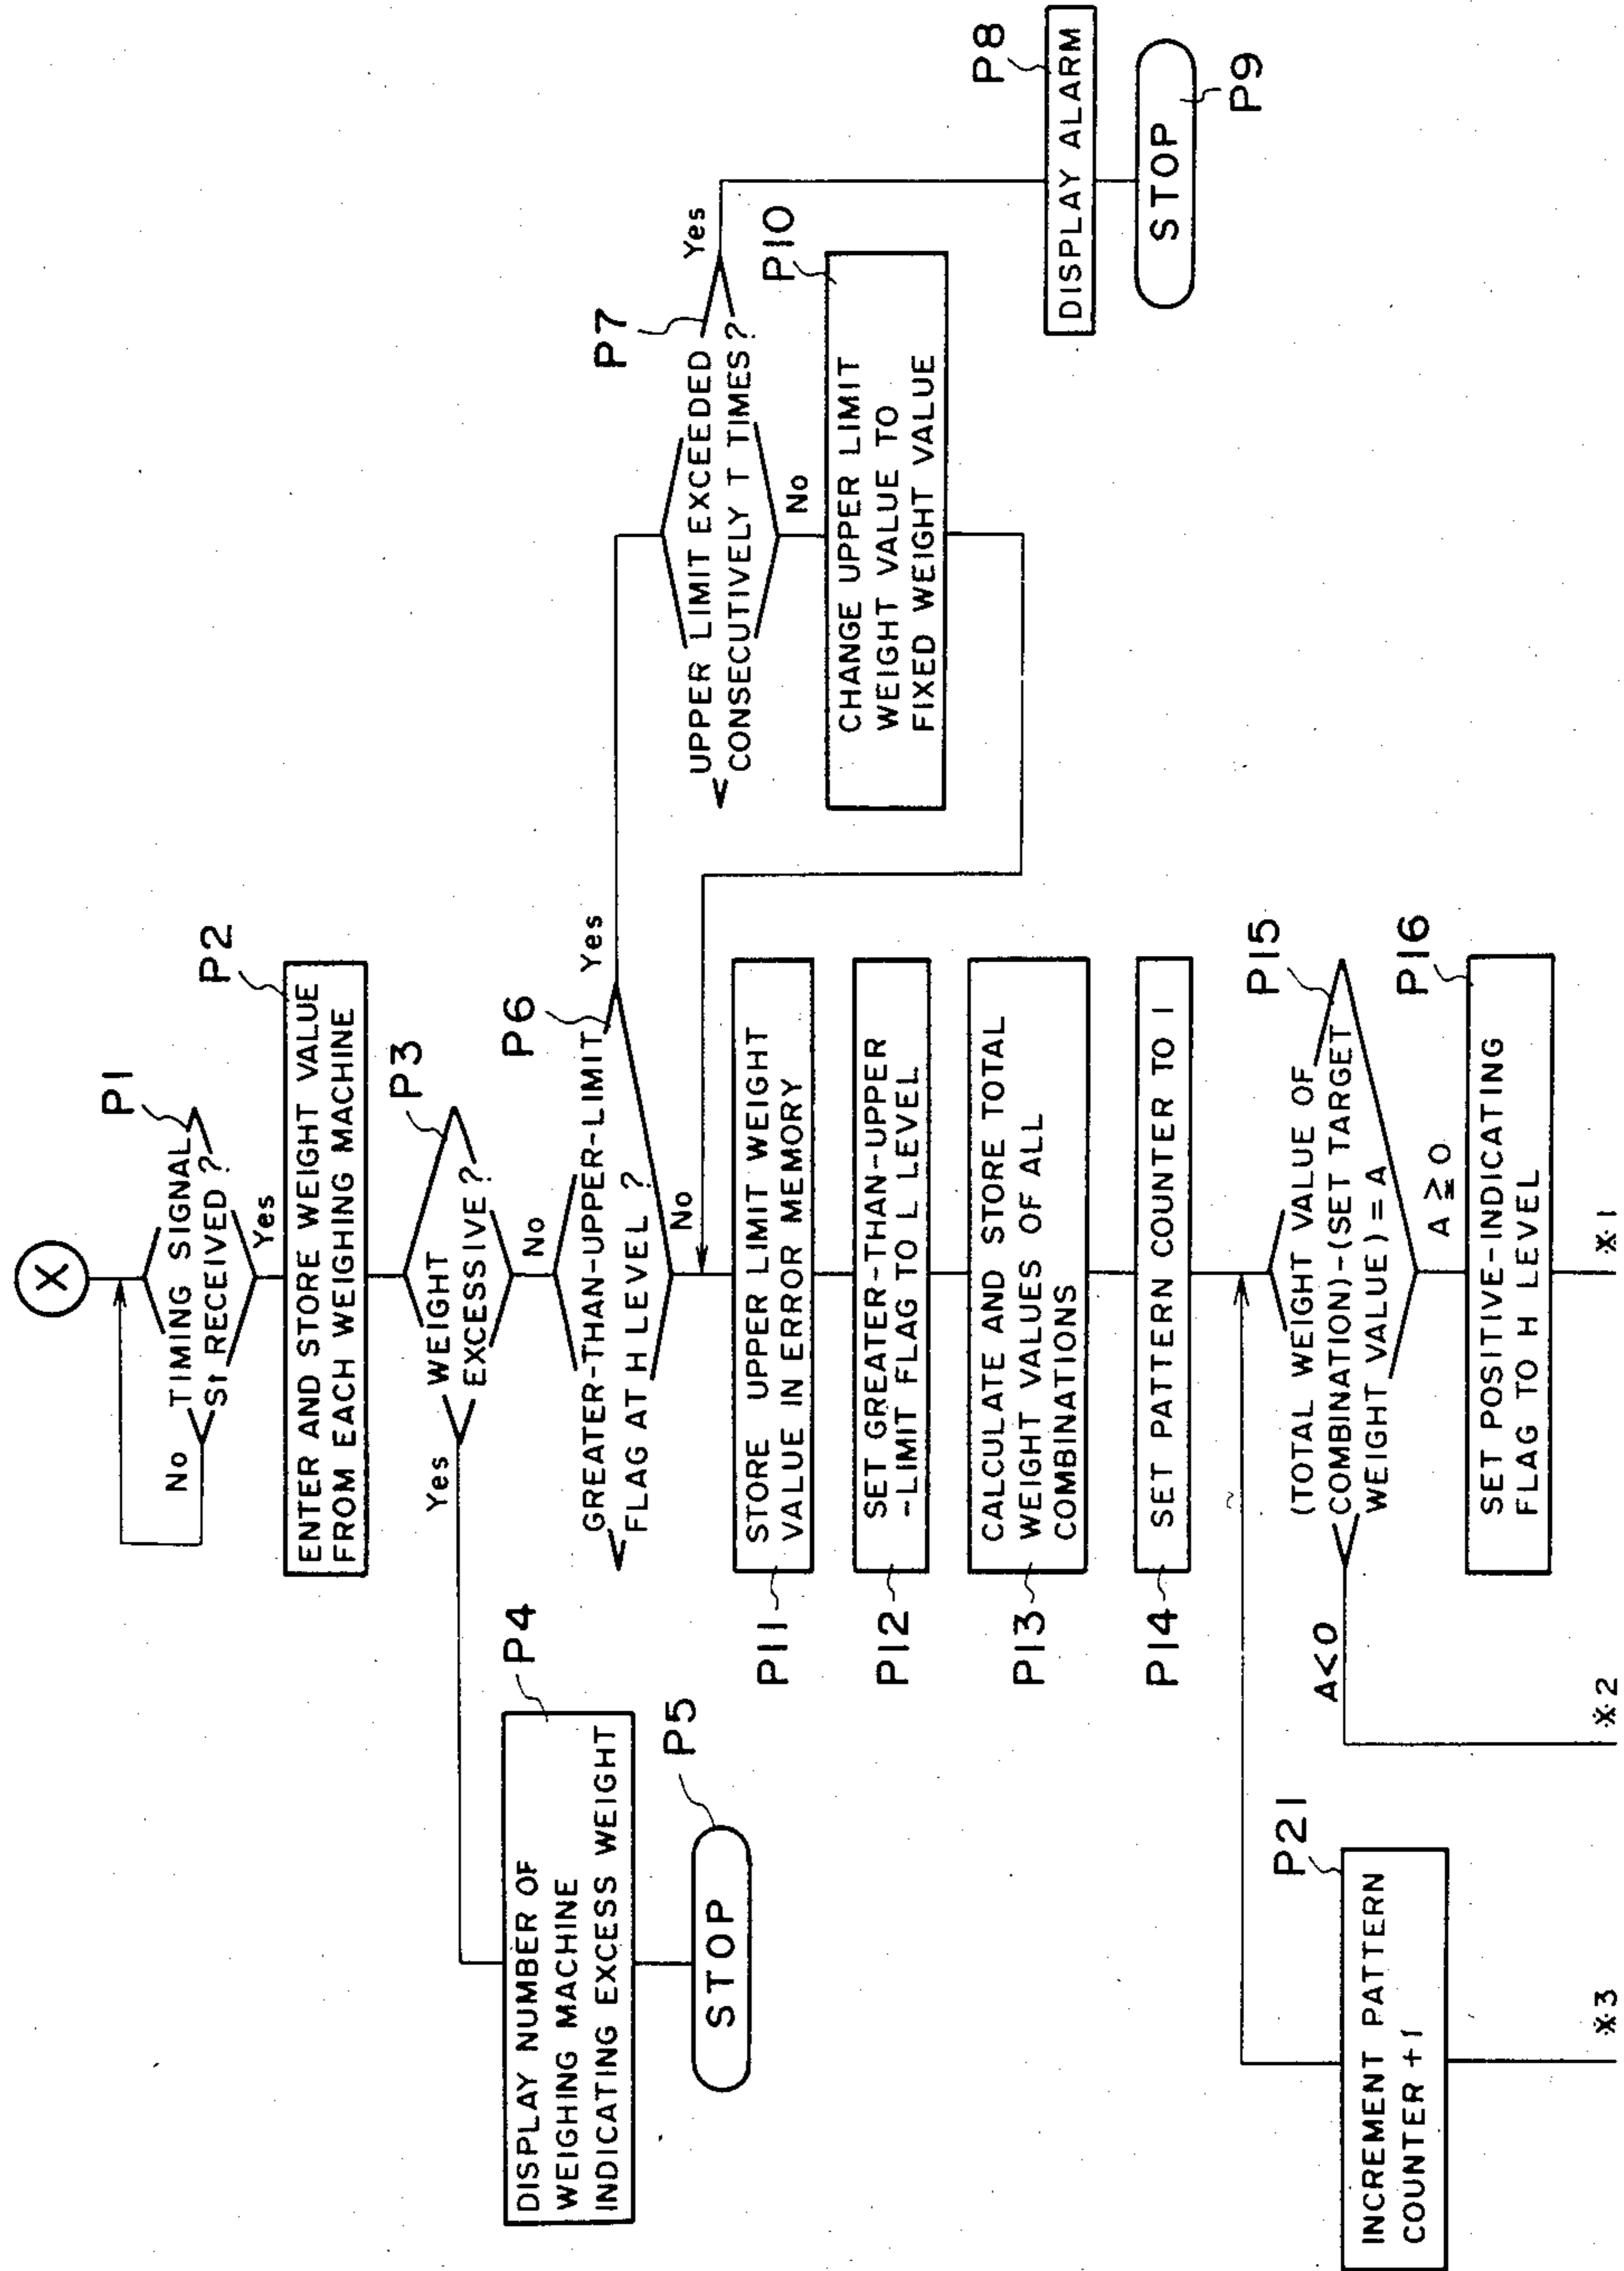 X
P1
TIMING SIGNAL
St RECEIVED ?
No
Yes
P2
ENTER AND STORE WEIGHT VALUE
FROM EACH WEIGHING MACHINE
P3
WEIGHT
EXCESSIVE ?
Yes
No
P4
DISPLAY NUMBER OF
WEIGHING MACHINE
INDICATING EXCESS WEIGHT
P5
STOP
P6
GREATER-THAN-UPPER-LIMIT
FLAG AT H LEVEL ?
Yes
No
P7
UPPER LIMIT EXCEEDED
CONSECUTIVELY T TIMES?
Yes
No
P8
DISPLAY ALARM
STOP
P9
P10
CHANGE UPPER LIMIT
WEIGHT VALUE TO
FIXED WEIGHT VALUE
P11
STORE UPPER LIMIT WEIGHT
VALUE IN ERROR MEMORY
P12
SET GREATER-THAN-UPPER
-LIMIT FLAG TO L LEVEL
P13
CALCULATE AND STORE TOTAL
WEIGHT VALUES OF ALL
COMBINATIONS
P14
SET PATTERN COUNTER TO 1
P15
(TOTAL WEIGHT VALUE OF
COMBINATION)-(SET TARGET
WEIGHT VALUE) = A
A<0
A≧0
P16
SET POSITIVE-INDICATING
FLAG TO H LEVEL
P21
INCREMENT PATTERN
COUNTER +1
※3
※2
※1